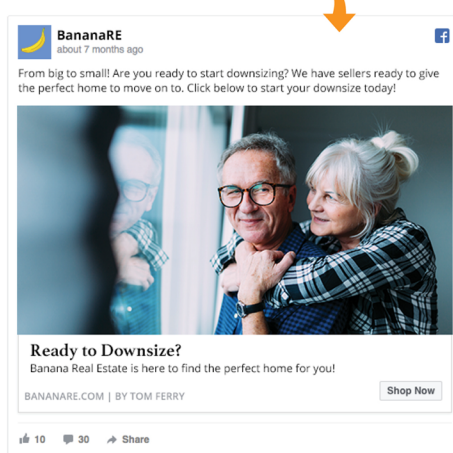 BananaRE
about 7 months ago
From big to small! Are you ready to start downsizing? We have sellers ready to give
the perfect home to move on to. Click below to start your downsize today!
Ready to Downsize?
Banana Real Estate is here to find the perfect home for you!
BANANARE.COM | BY TOM FERRY
Shop Now
10 30 Share